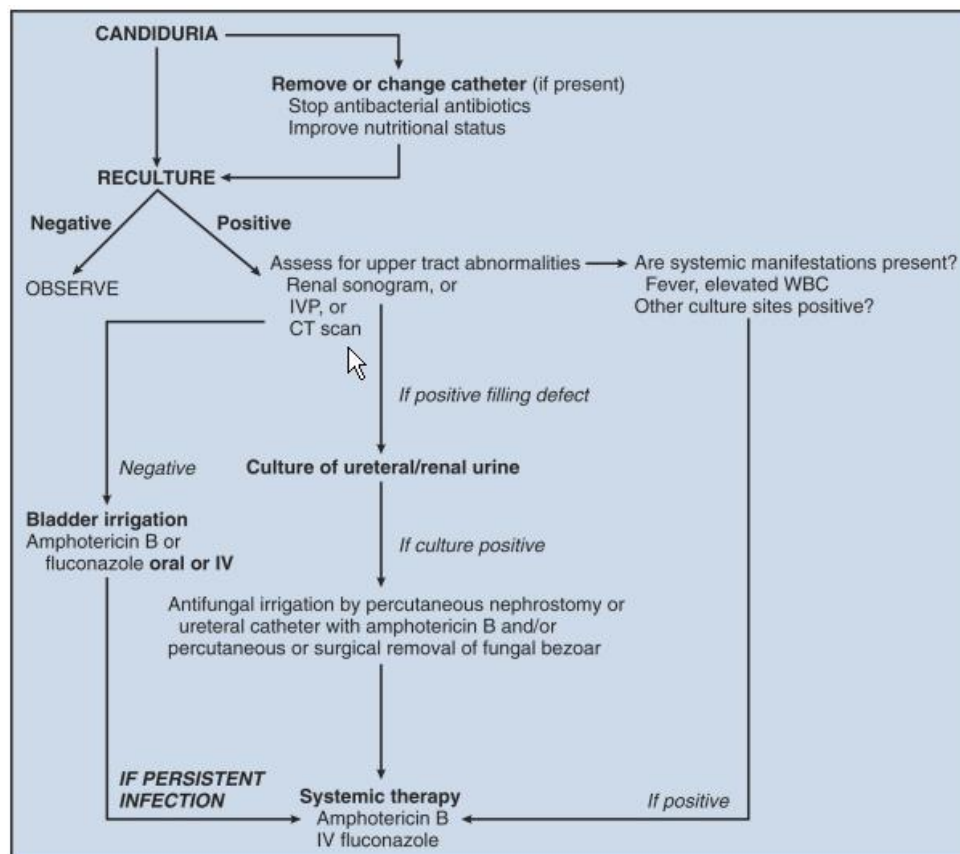 CANDIDURIA
Remove or change catheter (if present)
Stop antibacterial antibiotics
Improve nutritional status
RECULTURE
Negative
Positive
OBSERVE
Assess for upper tract abnormalities
Renal sonogram, or
IVP, or
CT scan
Are systemic manifestations present?
Fever, elevated WBC
Other culture sites positive?
If positive filling defect
Negative
Culture of ureteral/renal urine
Bladder irrigation
Amphotericin B or
fluconazole oral or IV
If culture positive
Antifungal irrigation by percutaneous nephrostomy or
ureteral catheter with amphotericin B and/or
percutaneous or surgical removal of fungal bezoar
IF PERSISTENT
INFECTION
Systemic therapy
Amphotericin B
IV fluconazole
If positive